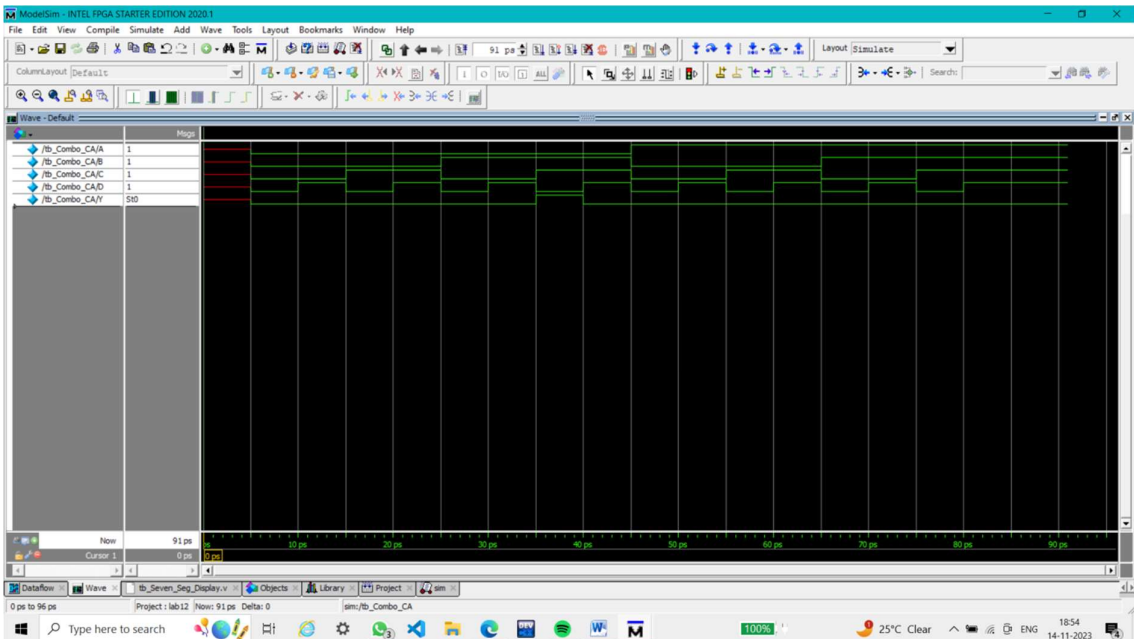 ModelSim - INTEL FPGA STARTER EDITION 2020.1
File Edit View Compile Simulate Add Wave Tools Layout Bookmarks Window Help
91 ps
Layout Simulate
ColumnLayout Default
ALL
Search:
Wave - Default
Msgs
/tb_Combo_CA/A 1
/tb_Combo_CA/B 1
/tb_Combo_CA/C 1
/tb_Combo_CA/D 1
/tb_Combo_CA/Y St0
Now 91 ps
ps 10 ps 20 ps 30 ps 40 ps 50 ps 60 ps 70 ps 80 ps 90 ps
Cursor 1 0 ps 0 ps
Dataflow Wave tb_Seven_Seg_Display.v Objects Library Project sim
0 ps to 96 ps Project : lab12 Now: 91 ps Delta: 0 sim:/tb_Combo_CA
Type here to search 3 DEV W M 100% 25°C Clear ENG 18:54
14-11-2023